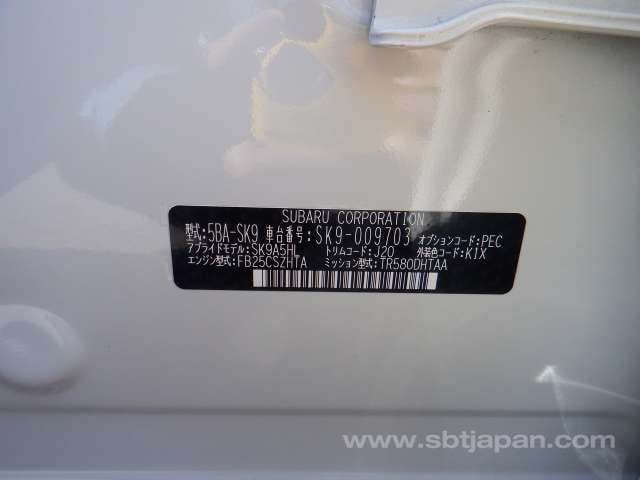 SUBARU CORPORATION
型式:5BA-SK9 車台番号:SK9-009703 オプションコード:PEC
アプライドモデル:SK9A5HL トリムコード:J20 外装色コード:K1X
エンジン型式:FB25CSZHTA ミッション型式:TR580DHTAA
www.sbtjapan.com